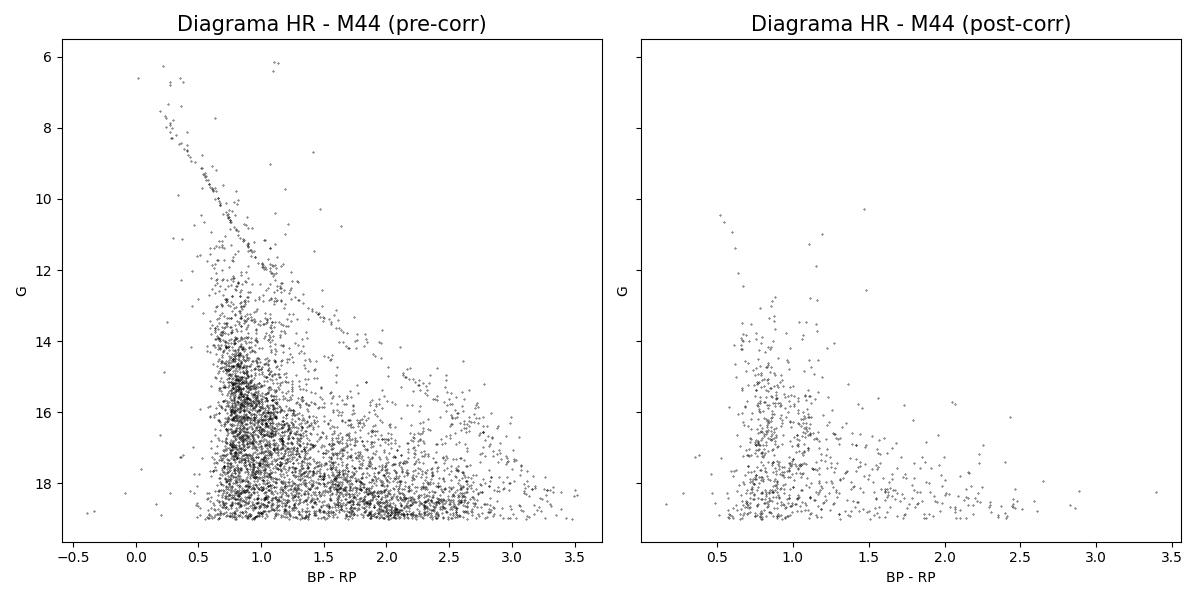 Diagrama HR - M44 (pre-corr)
Diagrama HR - M44 (post-corr)
6
8
10
12
14
16
18
G
G
−0.5 0.0 0.5 1.0 1.5 2.0 2.5 3.0 3.5
0.5 1.0 1.5 2.0 2.5 3.0 3.5
BP - RP
BP - RP